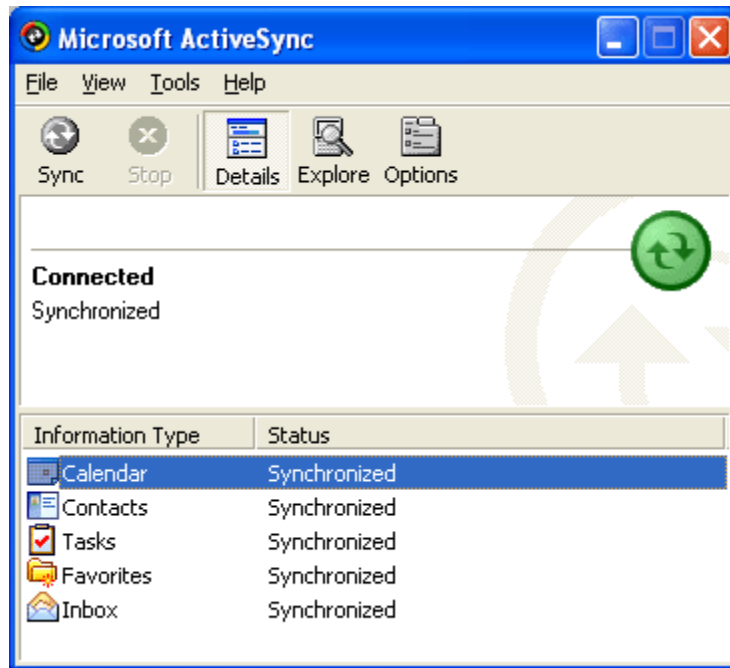 Microsoft ActiveSync
File View Tools Help
Sync Stop Details Explore Options
Connected
Synchronized
Information Type Status
Calendar Synchronized
Contacts Synchronized
Tasks Synchronized
Favorites Synchronized
Inbox Synchronized